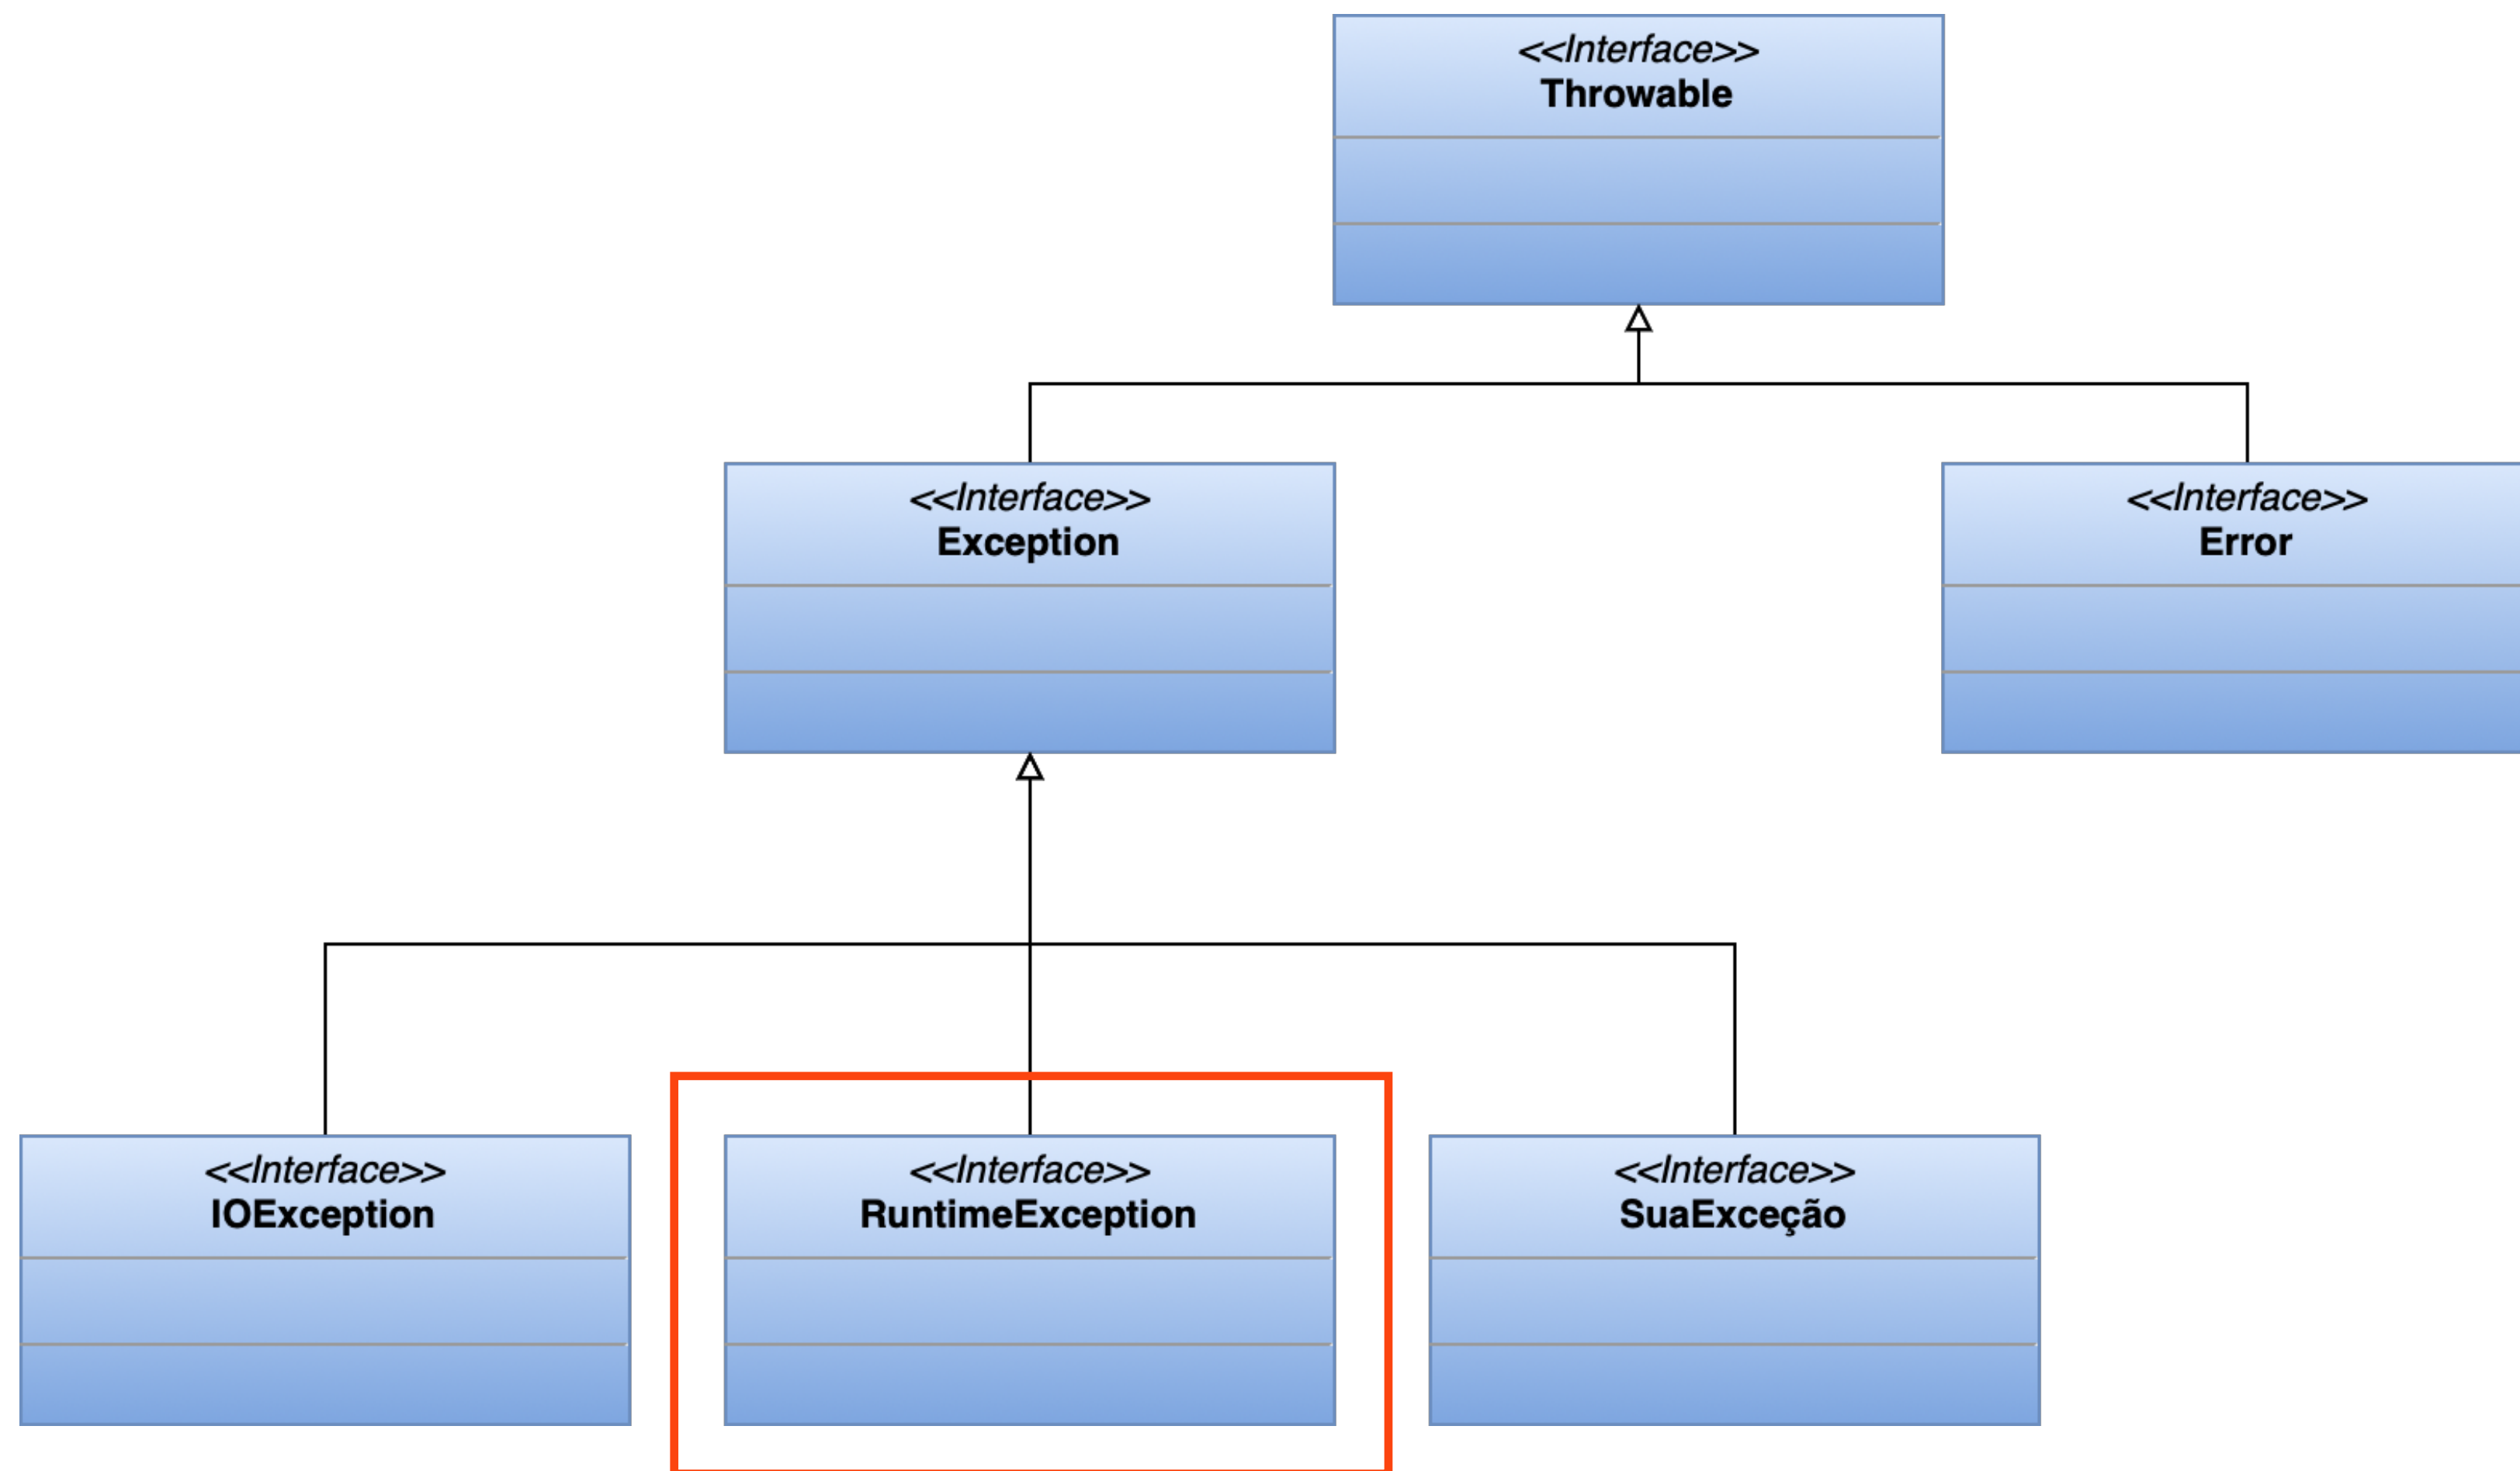 <<Interface>>
Throwable
<<Interface>>
Exception
<<Interface>>
Error
<<Interface>>
IOException
<<Interface>>
RuntimeException
<<Interface>>
SuaExceção